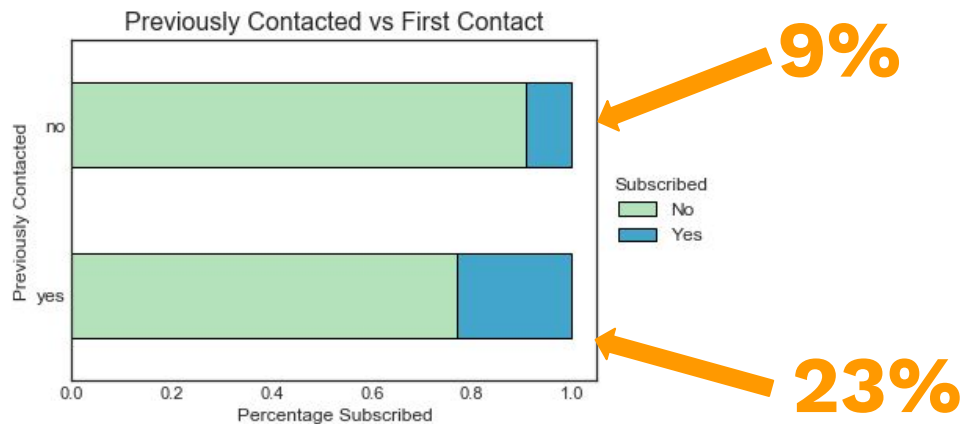 Previously Contacted vs First Contact
9%
Previously Contacted
no
yes
Subscribed
No
Yes
0.0 0.2 0.4 0.6 0.8 1.0
Percentage Subscribed
23%